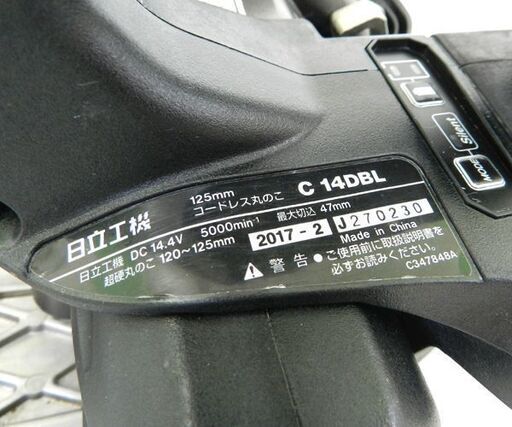 125mm
コードレス丸のこ C 14DBL
日立工機
5000min⁻¹ 最大切込 47mm
日立工機 DC 14.4V
超硬丸のこ 120～125mm
2017-2 J270230
Made in China
警告 ●ご使用前に取扱説明書を
必ずお読みください。
C347848A
Silent
MODE